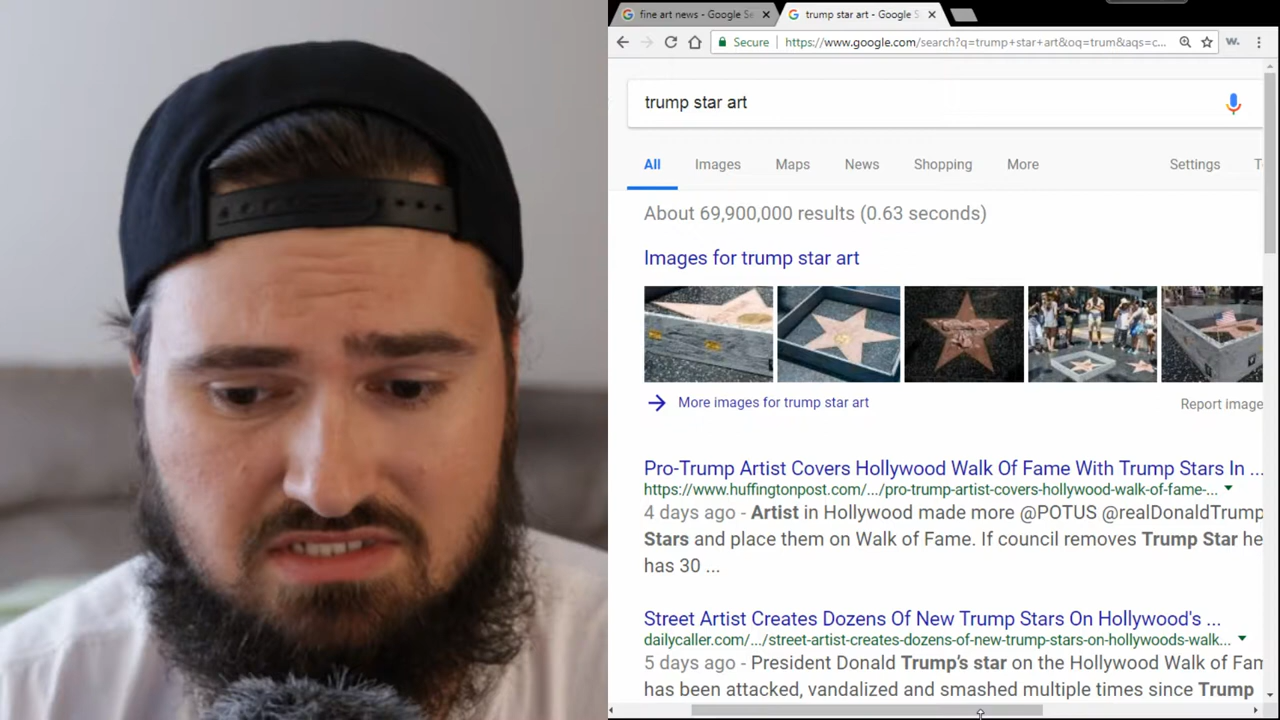 fine art news - Google Se
trump star art - Google S
Secure
https://www.google.com/search?q=trump+star+art&oq=trum&aqs=c...
W.
trump star art
All Images Maps News Shopping More Settings T
About 69,900,000 results (0.63 seconds)
Images for trump star art
More images for trump star art
Report image
Pro-Trump Artist Covers Hollywood Walk Of Fame With Trump Stars In ...
https://www.huffingtonpost.com/.../pro-trump-artist-covers-hollywood-walk-of-fame-...
4 days ago - Artist in Hollywood made more @POTUS @realDonaldTrump
Stars and place them on Walk of Fame. If council removes Trump Star he
has 30 ...
Street Artist Creates Dozens Of New Trump Stars On Hollywood's ...
dailycaller.com/.../street-artist-creates-dozens-of-new-trump-stars-on-hollywoods-walk...
5 days ago - President Donald Trump's star on the Hollywood Walk of Fam
has been attacked, vandalized and smashed multiple times since Trump